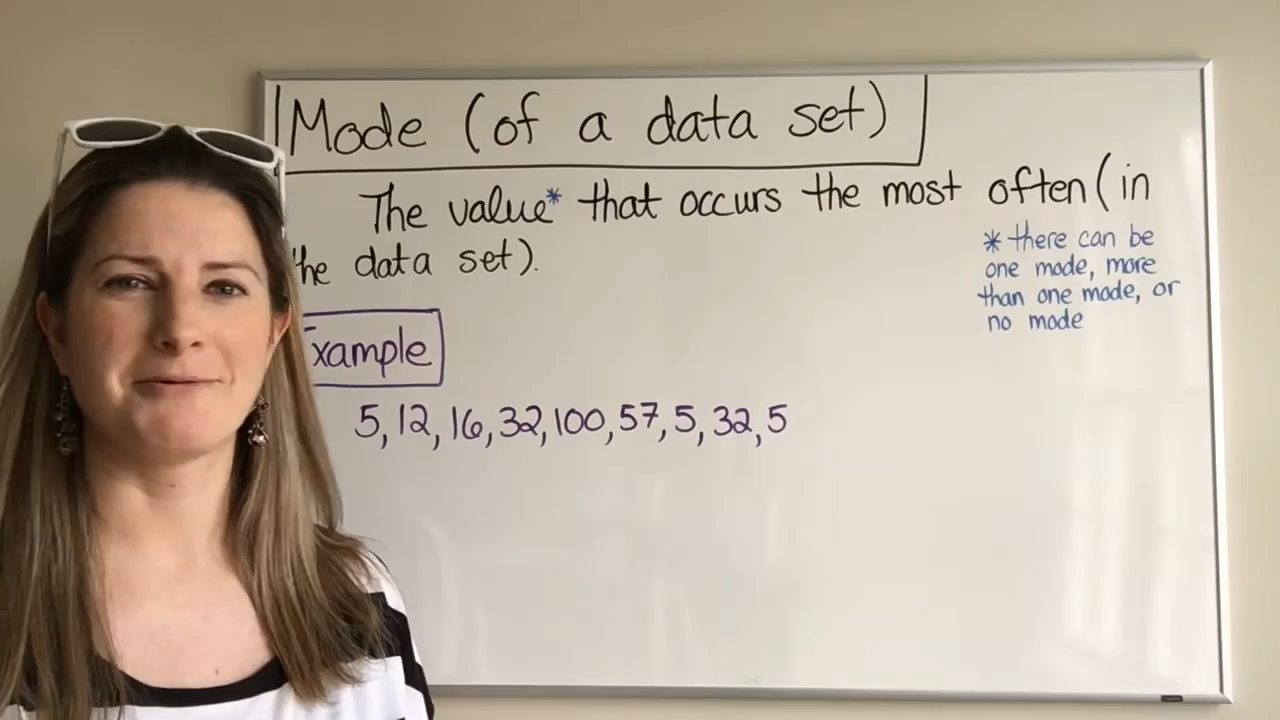 Mode (of a data set)
The value* that occurs the most often (in
the data set).
* there can be
one mode, more
than one mode, or
no mode
xample
5, 12, 16, 32, 100, 57, 5, 32, 5